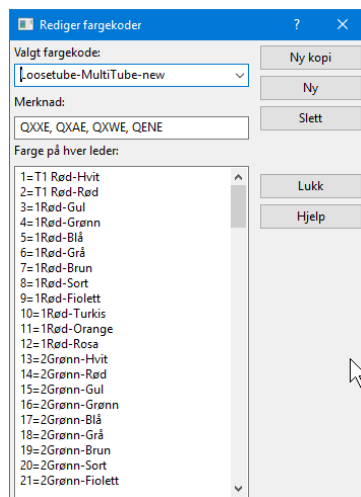 Rediger fargekoder
Valgt fargekode:
Loosetube-MultiTube-new
Merknad:
QXXE, QXAE, QXWE, QENE
Farge på hver leder:
1=T1 Rød-Hvit
2=T1 Rød-Rød
3=1Rød-Gul
4=1Rød-Grønn
5=1Rød-Blå
6=1Rød-Grå
7=1Rød-Brun
8=1Rød-Sort
9=1Rød-Fiolett
10=1Rød-Turkis
11=1Rød-Orange
12=1Rød-Rosa
13=2Grønn-Hvit
14=2Grønn-Rød
15=2Grønn-Gul
16=2Grønn-Grønn
17=2Grønn-Blå
18=2Grønn-Grå
19=2Grønn-Brun
20=2Grønn-Sort
21=2Grønn-Fiolett
Ny kopi
Ny
Slett
Lukk
Hjelp